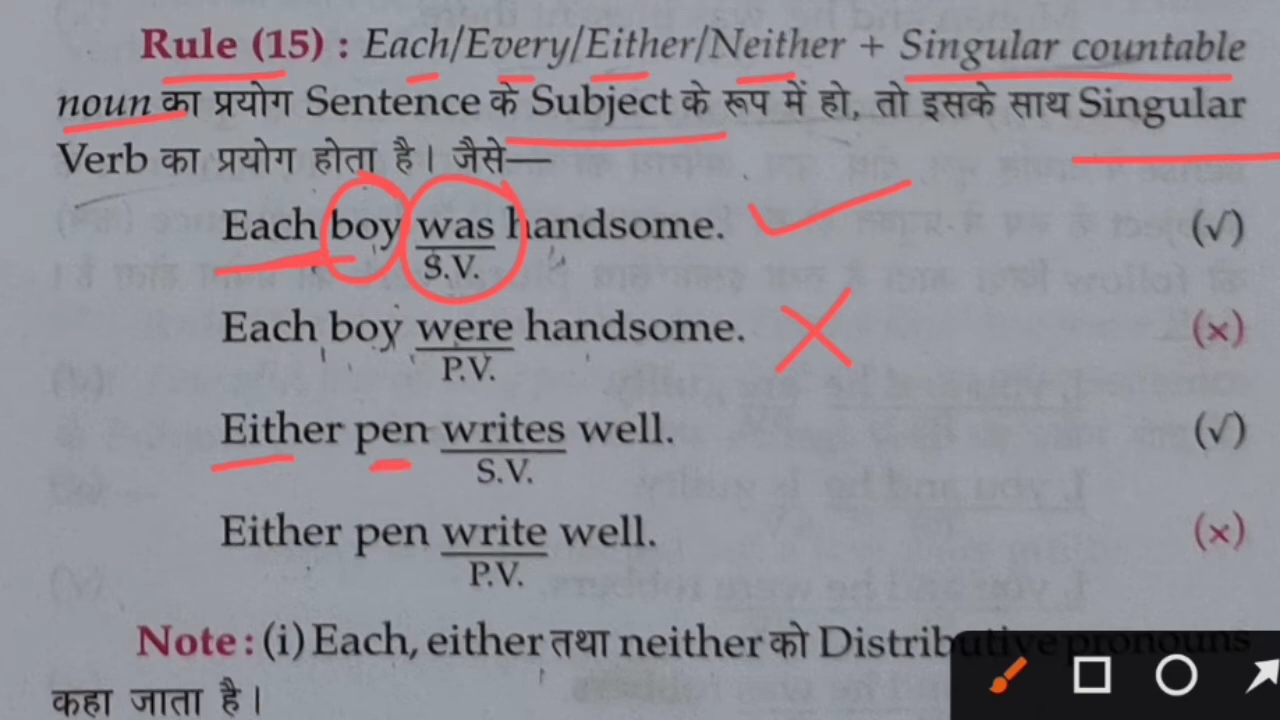 Rule (15) : Each/Every/Either/Neither + Singular countable
noun का प्रयोग Sentence के Subject के रूप में हो, तो इसके साथ Singular
Verb का प्रयोग होता है। जैसे—
Each boy was handsome. (√)
S.V.
Each boy were handsome. (×)
P.V.
Either pen writes well. (√)
S.V.
Either pen write well. (×)
P.V.
Note : (i) Each, either तथा neither को Distributive pronouns
कहा जाता है।